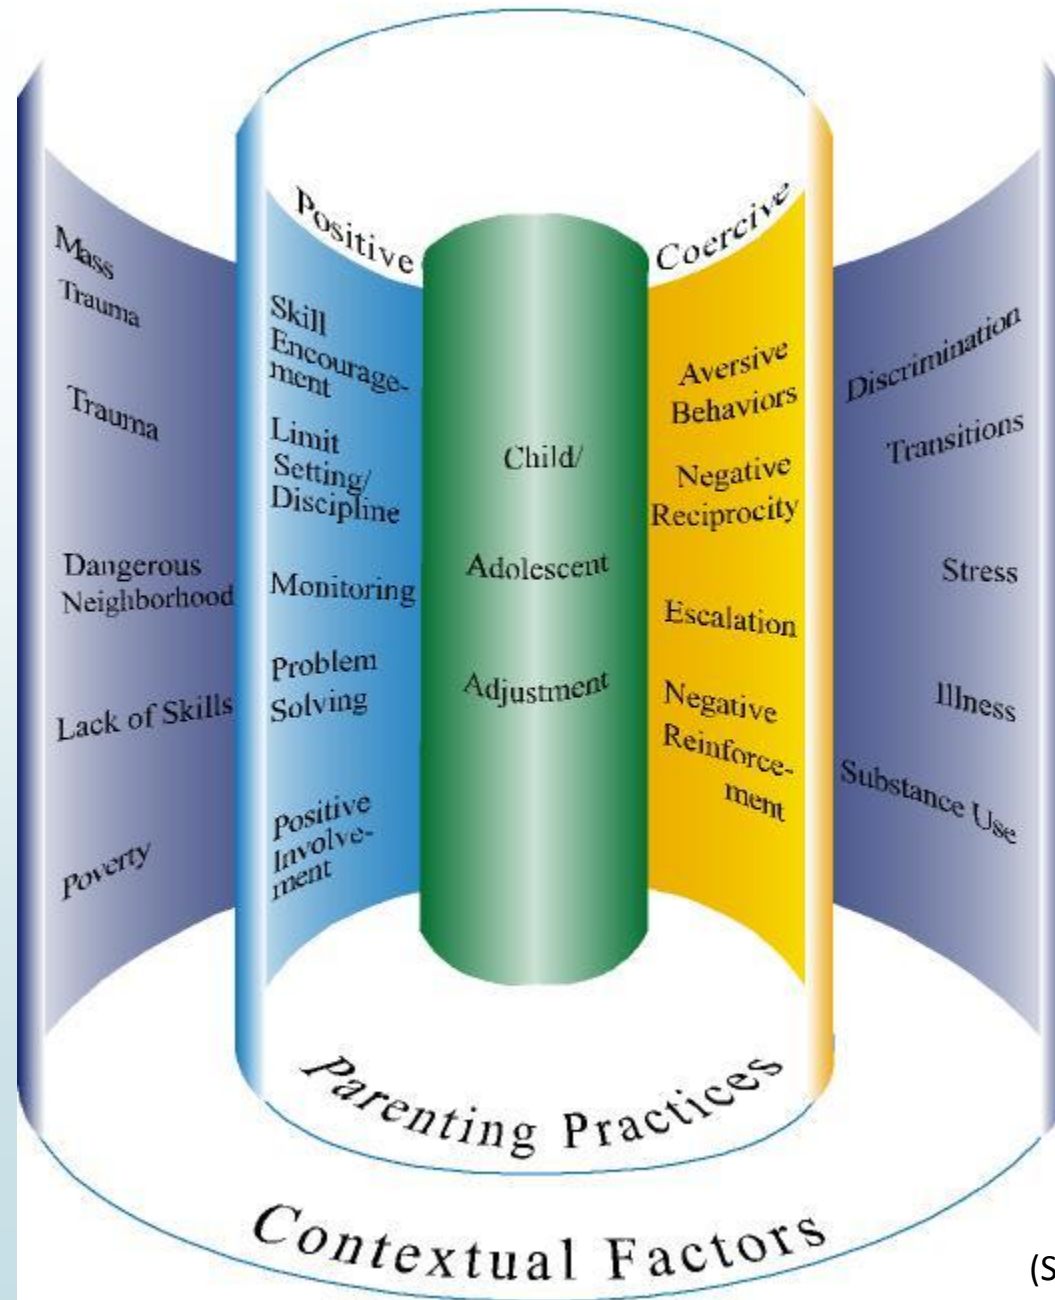 Mass
Trauma
Trauma
Dangerous
Neighborhood
Lack of Skills
Poverty
Positive
Skill
Encourage-
ment
Limit
Setting/
Discipline
Monitoring
Problem
Solving
Positive
Involve-
ment
Child/
Adolescent
Adjustment
Coercive
Aversive
Behaviors
Negative
Reciprocity
Escalation
Negative
Reinforce-
ment
Discrimination
Transitions
Stress
Illness
Substance Use
Parenting Practices
Contextual Factors
(S